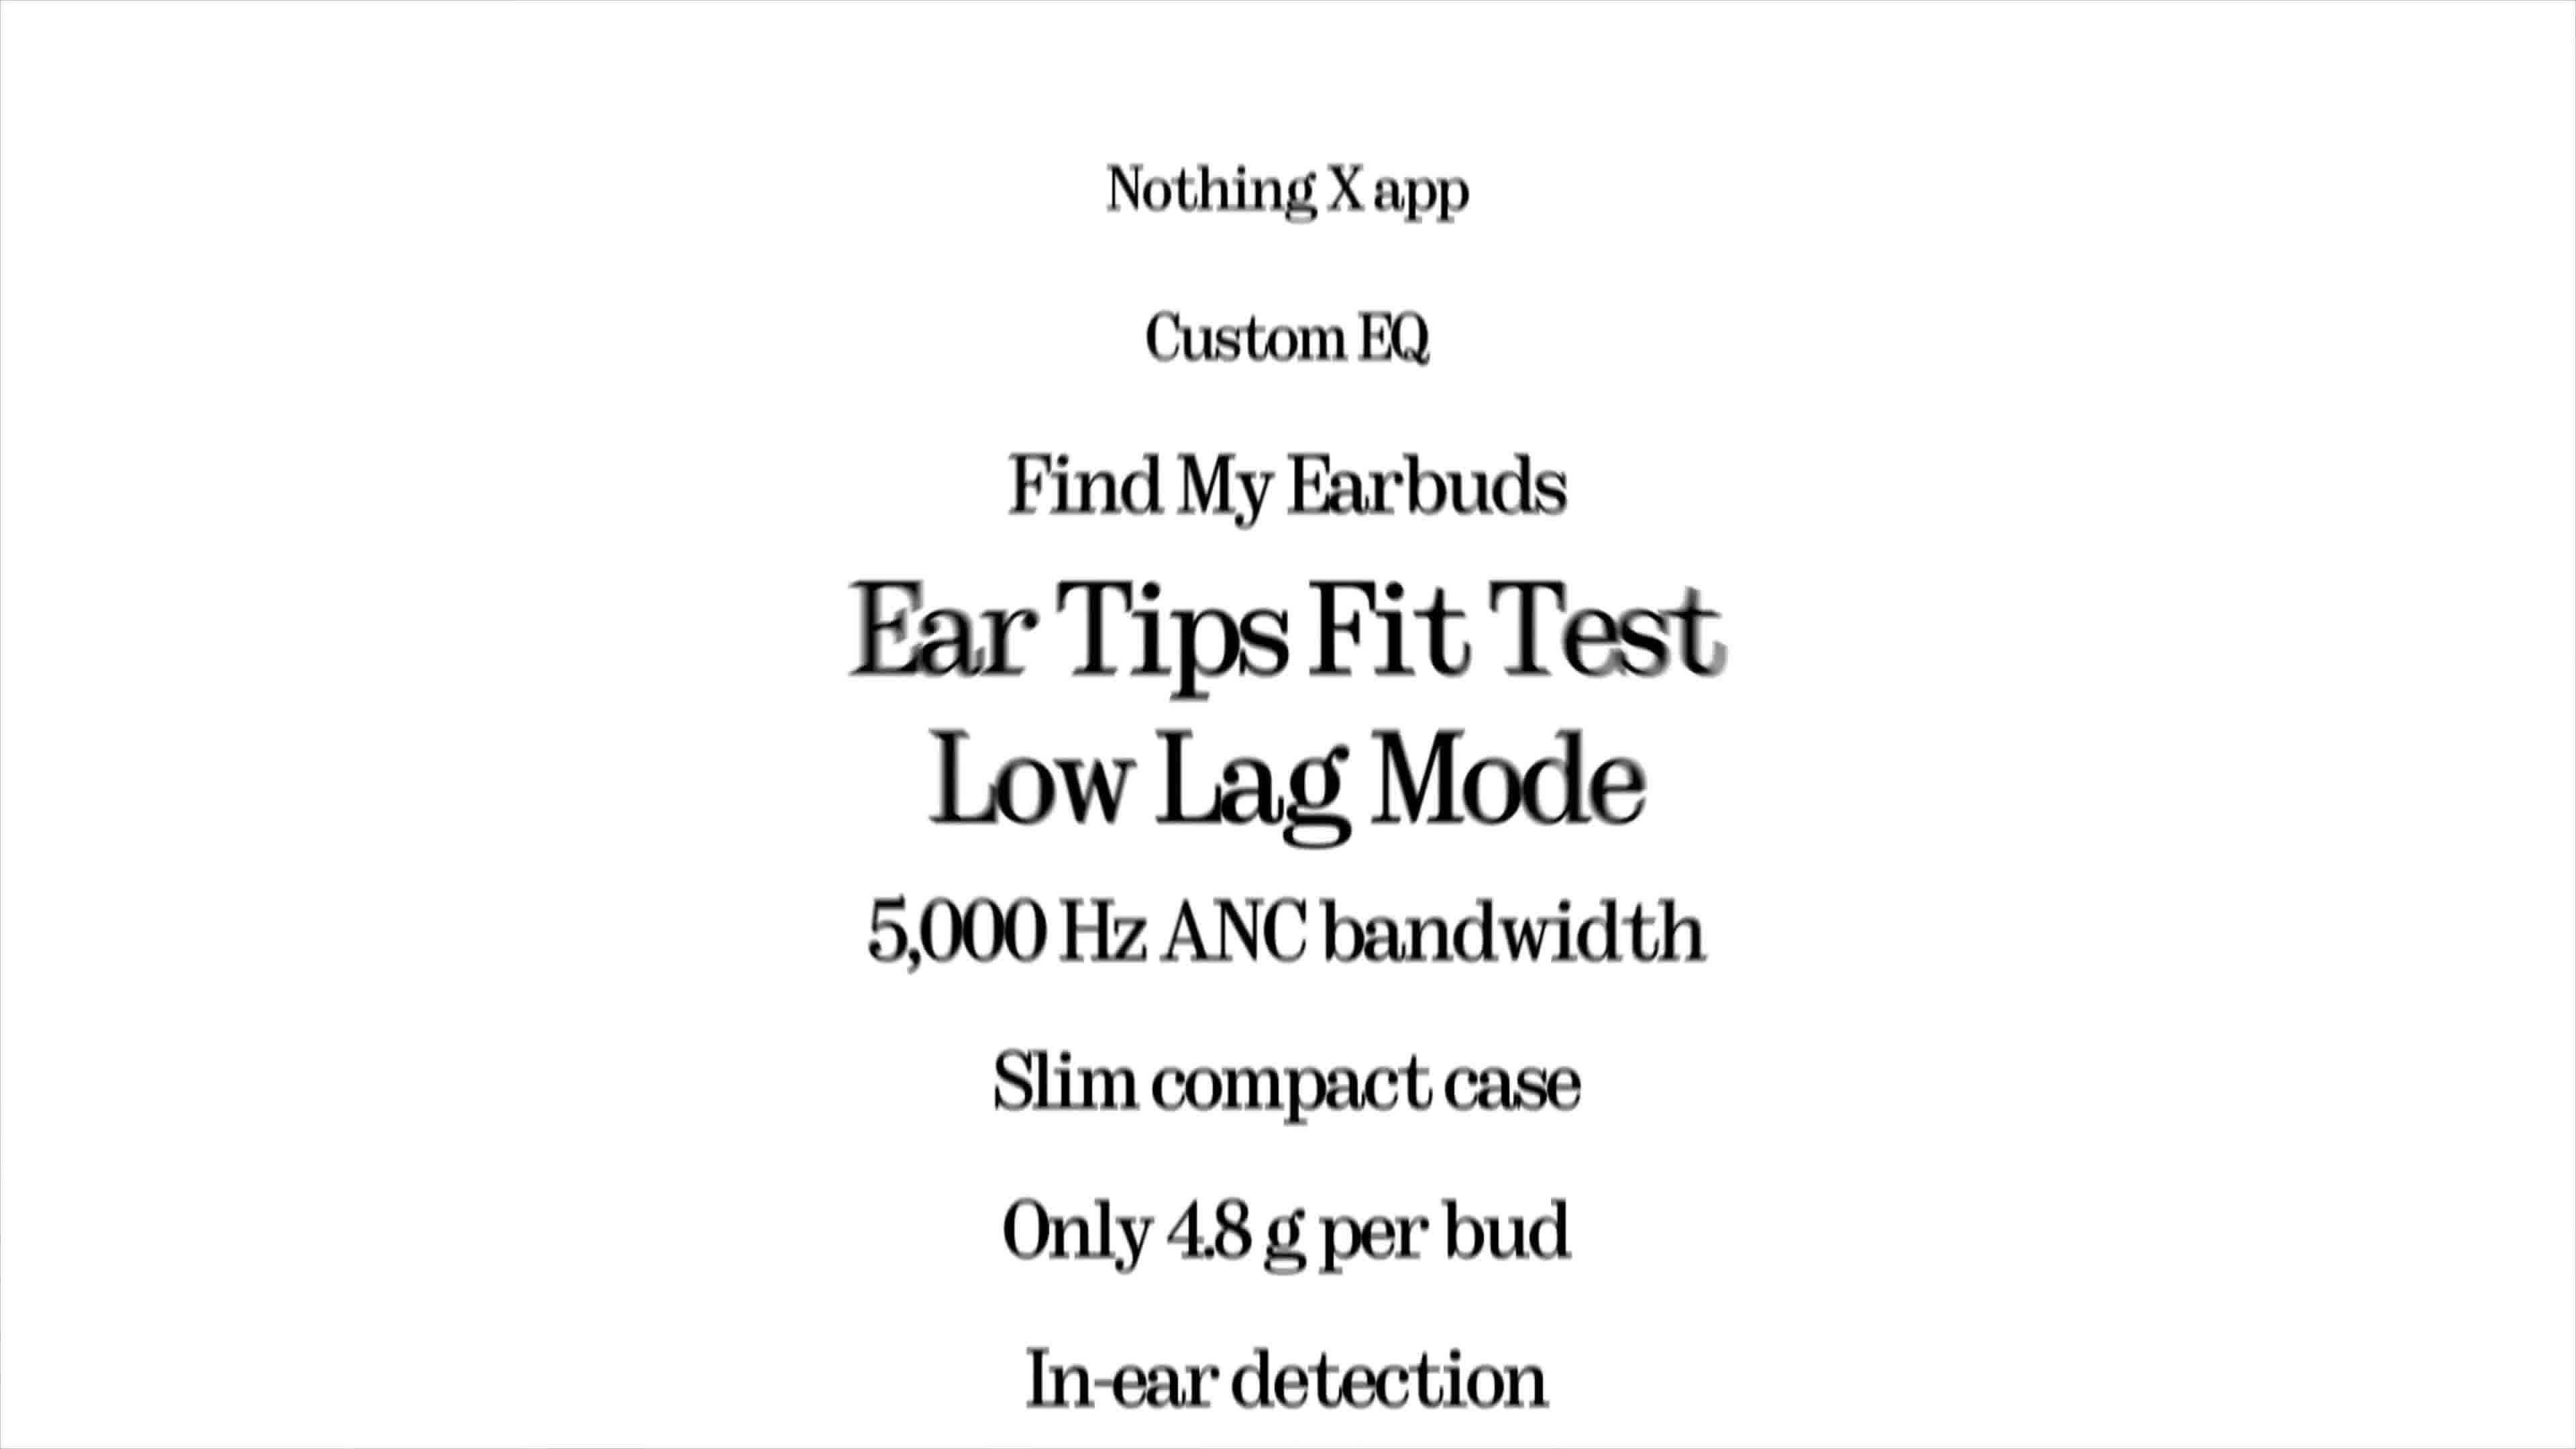 Nothing X app
Custom EQ
Find My Earbuds
Ear Tips Fit Test
Low Lag Mode
5,000 Hz ANC bandwidth
Slim compact case
Only 4.8 g per bud
In-ear detection